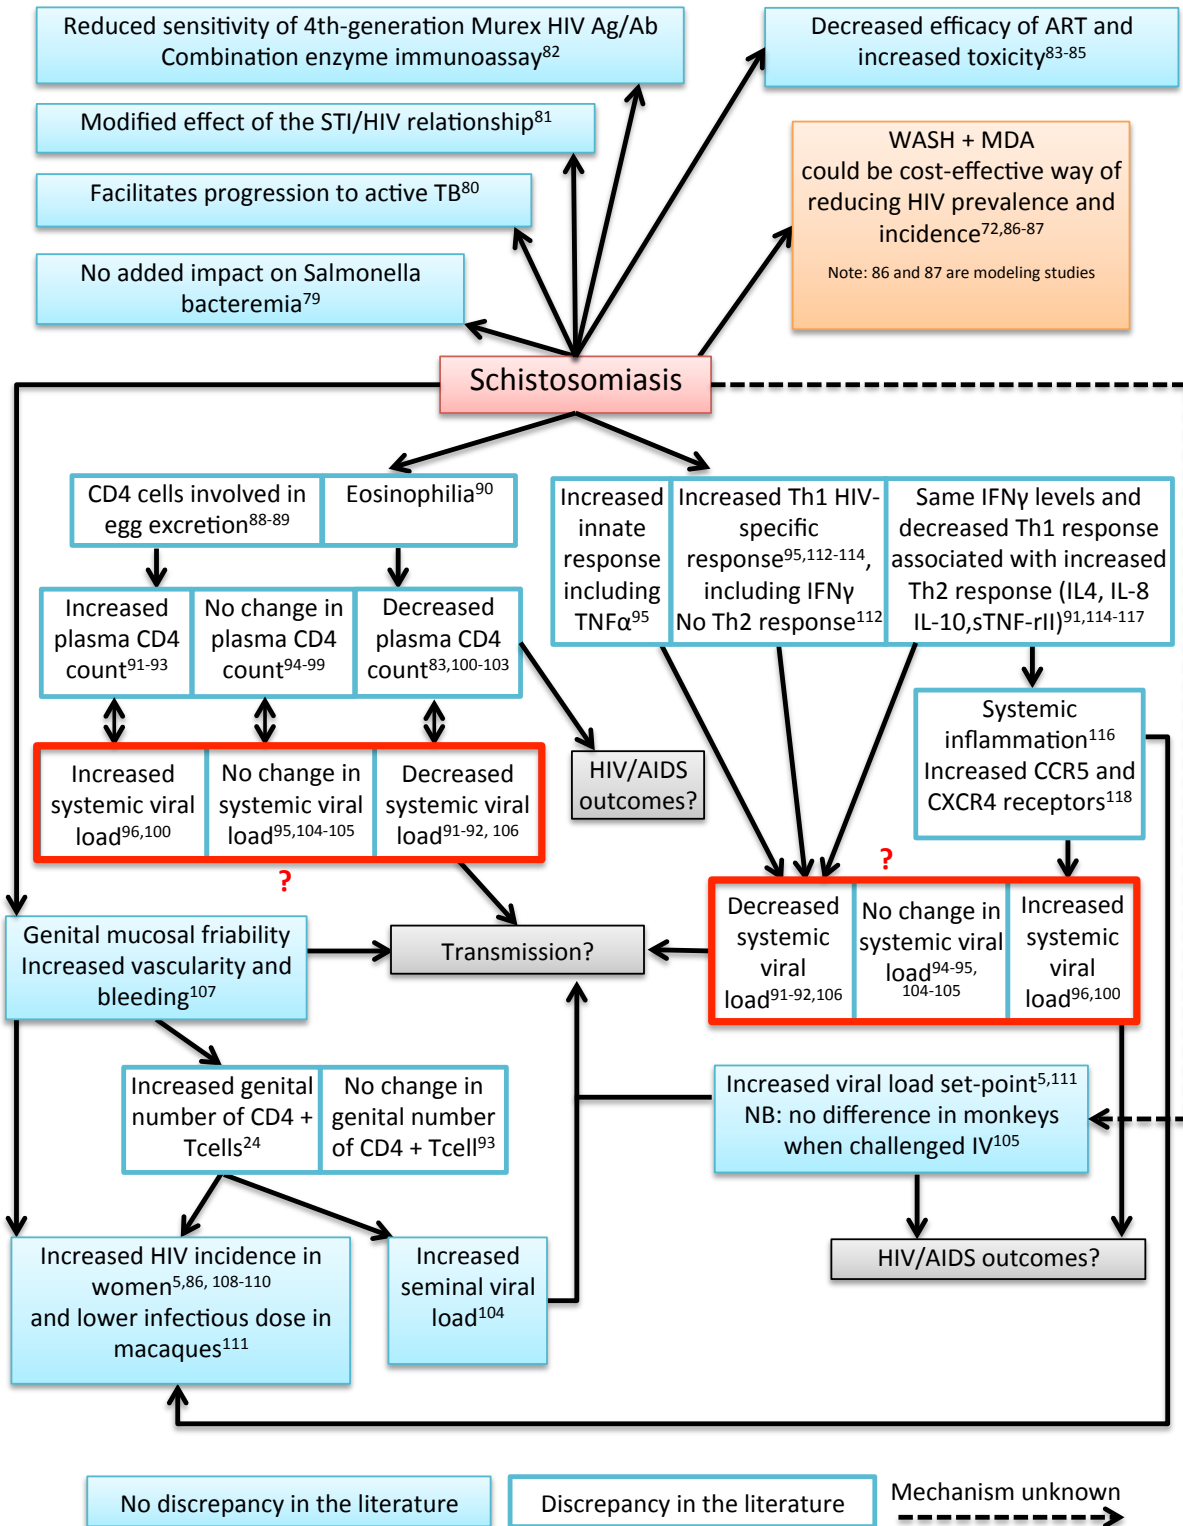 Reduced sensitivity of 4th-generation Murex HIV Ag/Ab
Combination enzyme immunoassay82
Decreased efficacy of ART and
increased toxicity83-85
Modified effect of the STI/HIV relationship81
WASH + MDA
could be cost-effective way of
reducing HIV prevalence and
incidence72,86-87
Note: 86 and 87 are modeling studies
Facilitates progression to active TB80
No added impact on Salmonella
bacteremia79
Schistosomiasis
CD4 cells involved in
egg excretion88-89
Eosinophilia90
Increased
innate
response
including
TNFα95
Increased Th1 HIV-
specific
response95,112-114,
including IFNγ
No Th2 response112
Same IFNγ levels and
decreased Th1 response
associated with increased
Th2 response (IL4, IL-8
IL-10,sTNF-rII)91,114-117
Increased
plasma CD4
count91-93
No change in
plasma CD4
count94-99
Decreased
plasma CD4
count83,100-103
Systemic
inflammation116
Increased CCR5 and
CXCR4 receptors118
Increased
systemic viral
load96,100
No change in
systemic viral
load95,104-105
Decreased
systemic viral
load91-92, 106
HIV/AIDS
outcomes?
?
?
Genital mucosal friability
Increased vascularity and
bleeding107
Transmission?
Decreased
systemic
viral
load91-92,106
No change in
systemic viral
load94-95,
104-105
Increased
systemic
viral
load96,100
Increased genital
number of CD4 +
Tcells24
No change in
genital number
of CD4 + Tcell93
Increased viral load set-point5,111
NB: no difference in monkeys
when challenged IV105
Increased HIV incidence in
women5,86, 108-110
and lower infectious dose in
macaques111
Increased
seminal viral
load104
HIV/AIDS outcomes?
No discrepancy in the literature
Discrepancy in the literature
Mechanism unknown